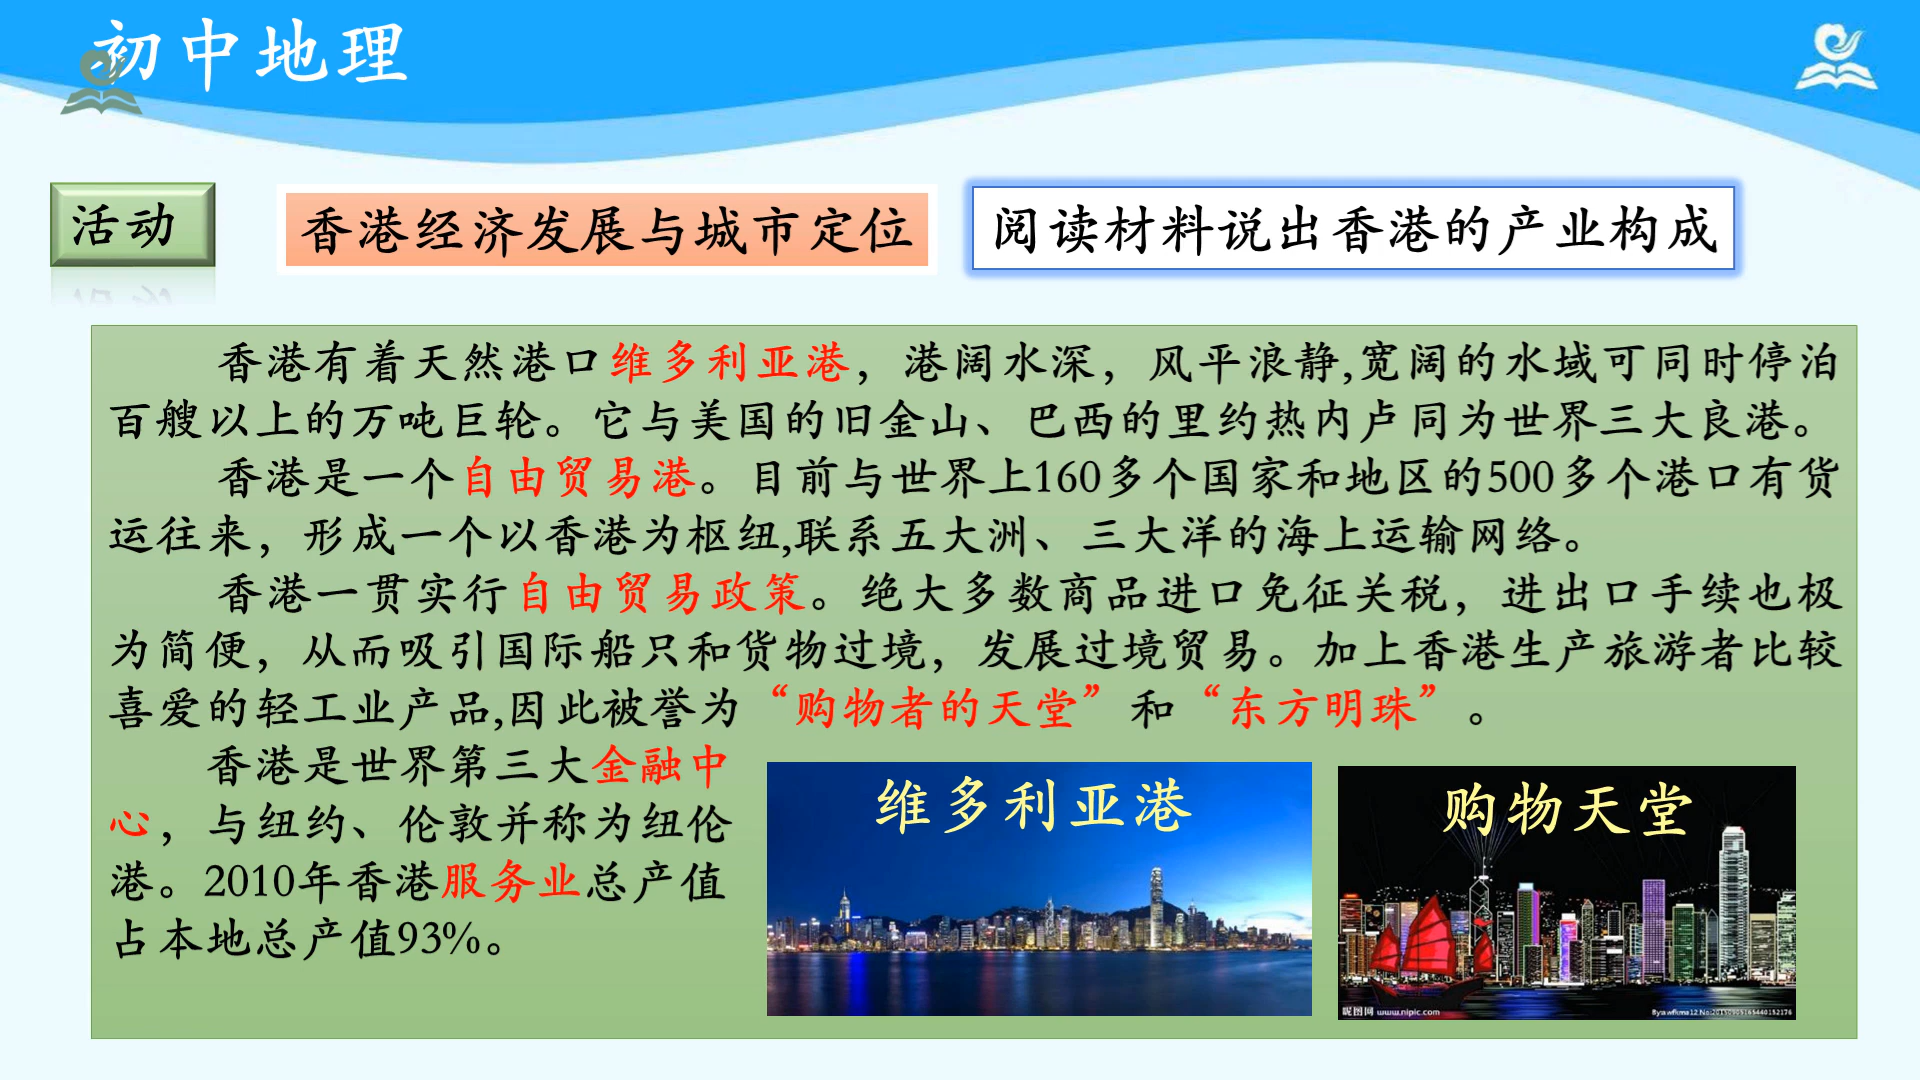 初中地理
活动
香港经济发展与城市定位
阅读材料说出香港的产业构成
香港有着天然港口维多利亚港，港阔水深，风平浪静,宽阔的水域可同时停泊
百艘以上的万吨巨轮。它与美国的旧金山、巴西的里约热内卢同为世界三大良港。
香港是一个自由贸易港。目前与世界上160多个国家和地区的500多个港口有货
运往来，形成一个以香港为枢纽,联系五大洲、三大洋的海上运输网络。
香港一贯实行自由贸易政策。绝大多数商品进口免征关税，进出口手续也极
为简便，从而吸引国际船只和货物过境，发展过境贸易。加上香港生产旅游者比较
喜爱的轻工业产品,因此被誉为“购物者的天堂”和“东方明珠”。
香港是世界第三大金融中
心，与纽约、伦敦并称为纽伦
港。2010年香港服务业总产值
占本地总产值93%。
维多利亚港
购物天堂
昵图网 www.nipic.com